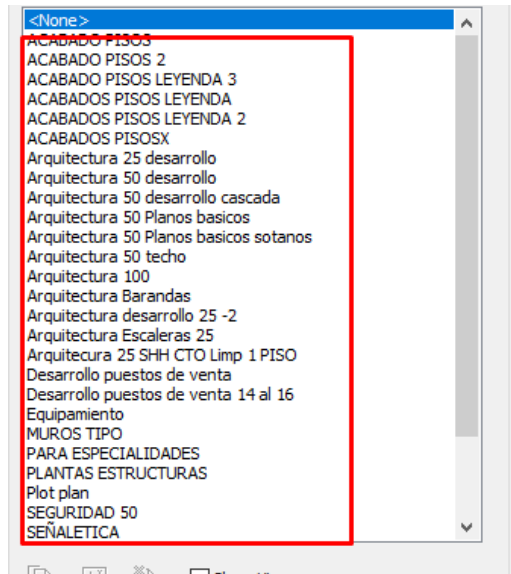 <None>
ACABADO PISOS
ACABADO PISOS 2
ACABADO PISOS LEYENDA 3
ACABADOS PISOS LEYENDA
ACABADOS PISOS LEYENDA 2
ACABADOS PISOSX
Arquitectura 25 desarrollo
Arquitectura 50 desarrollo
Arquitectura 50 desarrollo cascada
Arquitectura 50 Planos basicos
Arquitectura 50 Planos basicos sotanos
Arquitectura 50 techo
Arquitectura 100
Arquitectura Barandas
Arquitectura desarrollo 25 -2
Arquitectura Escaleras 25
Arquitecura 25 SHH CTO Limp 1 PISO
Desarrollo puestos de venta
Desarrollo puestos de venta 14 al 16
Equipamiento
MUROS TIPO
PARA ESPECIALIDADES
PLANTAS ESTRUCTURAS
Plot plan
SEGURIDAD 50
SEÑALETICA